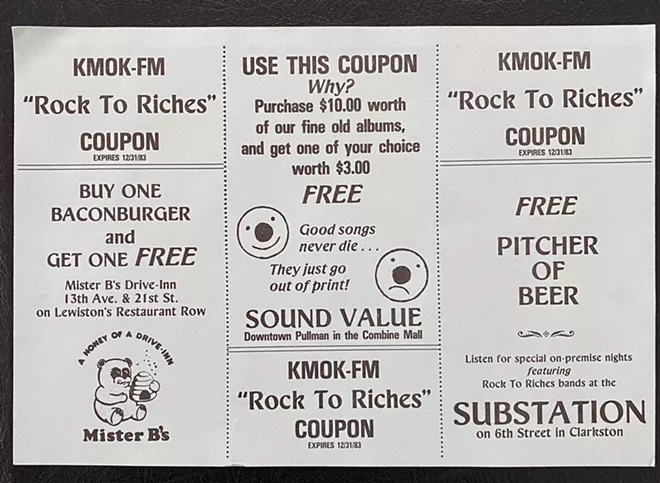 KMOK-FM
"Rock To Riches"
COUPON
EXPIRES 12/31/83
BUY ONE
BACONBURGER
and
GET ONE FREE
Mister B's Drive-Inn
13th Ave. & 21st St.
on Lewiston's Restaurant Row
A HONEY OF A DRIVE-INN
Mister B's
USE THIS COUPON
Why?
Purchase $10.00 worth
of our fine old albums,
and get one of your choice
worth $3.00
FREE
Good songs
never die . . .
They just go
out of print!
SOUND VALUE
Downtown Pullman in the Combine Mall
KMOK-FM
"Rock To Riches"
COUPON
EXPIRES 12/31/83
KMOK-FM
"Rock To Riches"
COUPON
EXPIRES 12/31/83
FREE
PITCHER
OF
BEER
Listen for special on-premise nights
featuring
Rock To Riches bands at the
SUBSTATION
on 6th Street in Clarkston